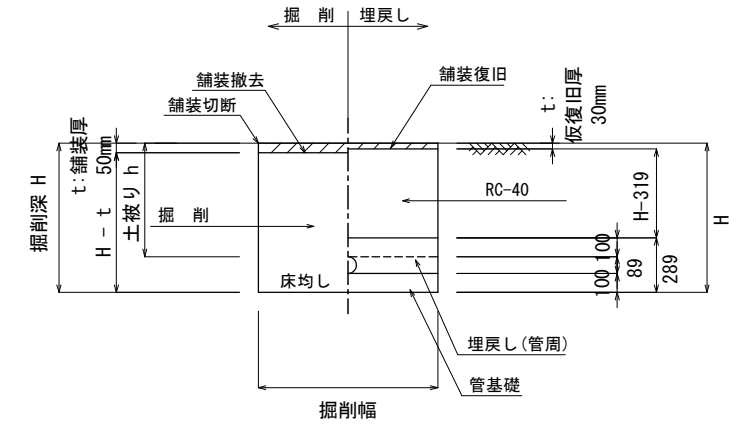 掘　削
埋戻し
舗装撤去
舗装復旧
舗装切断
t:
仮復旧厚
30mm
掘削深 H
t:舗装厚
50mm
H - t
土被り h
掘　削
RC-40
H-319
H
100
89
100
289
床均し
埋戻し(管周)
管基礎
掘削幅